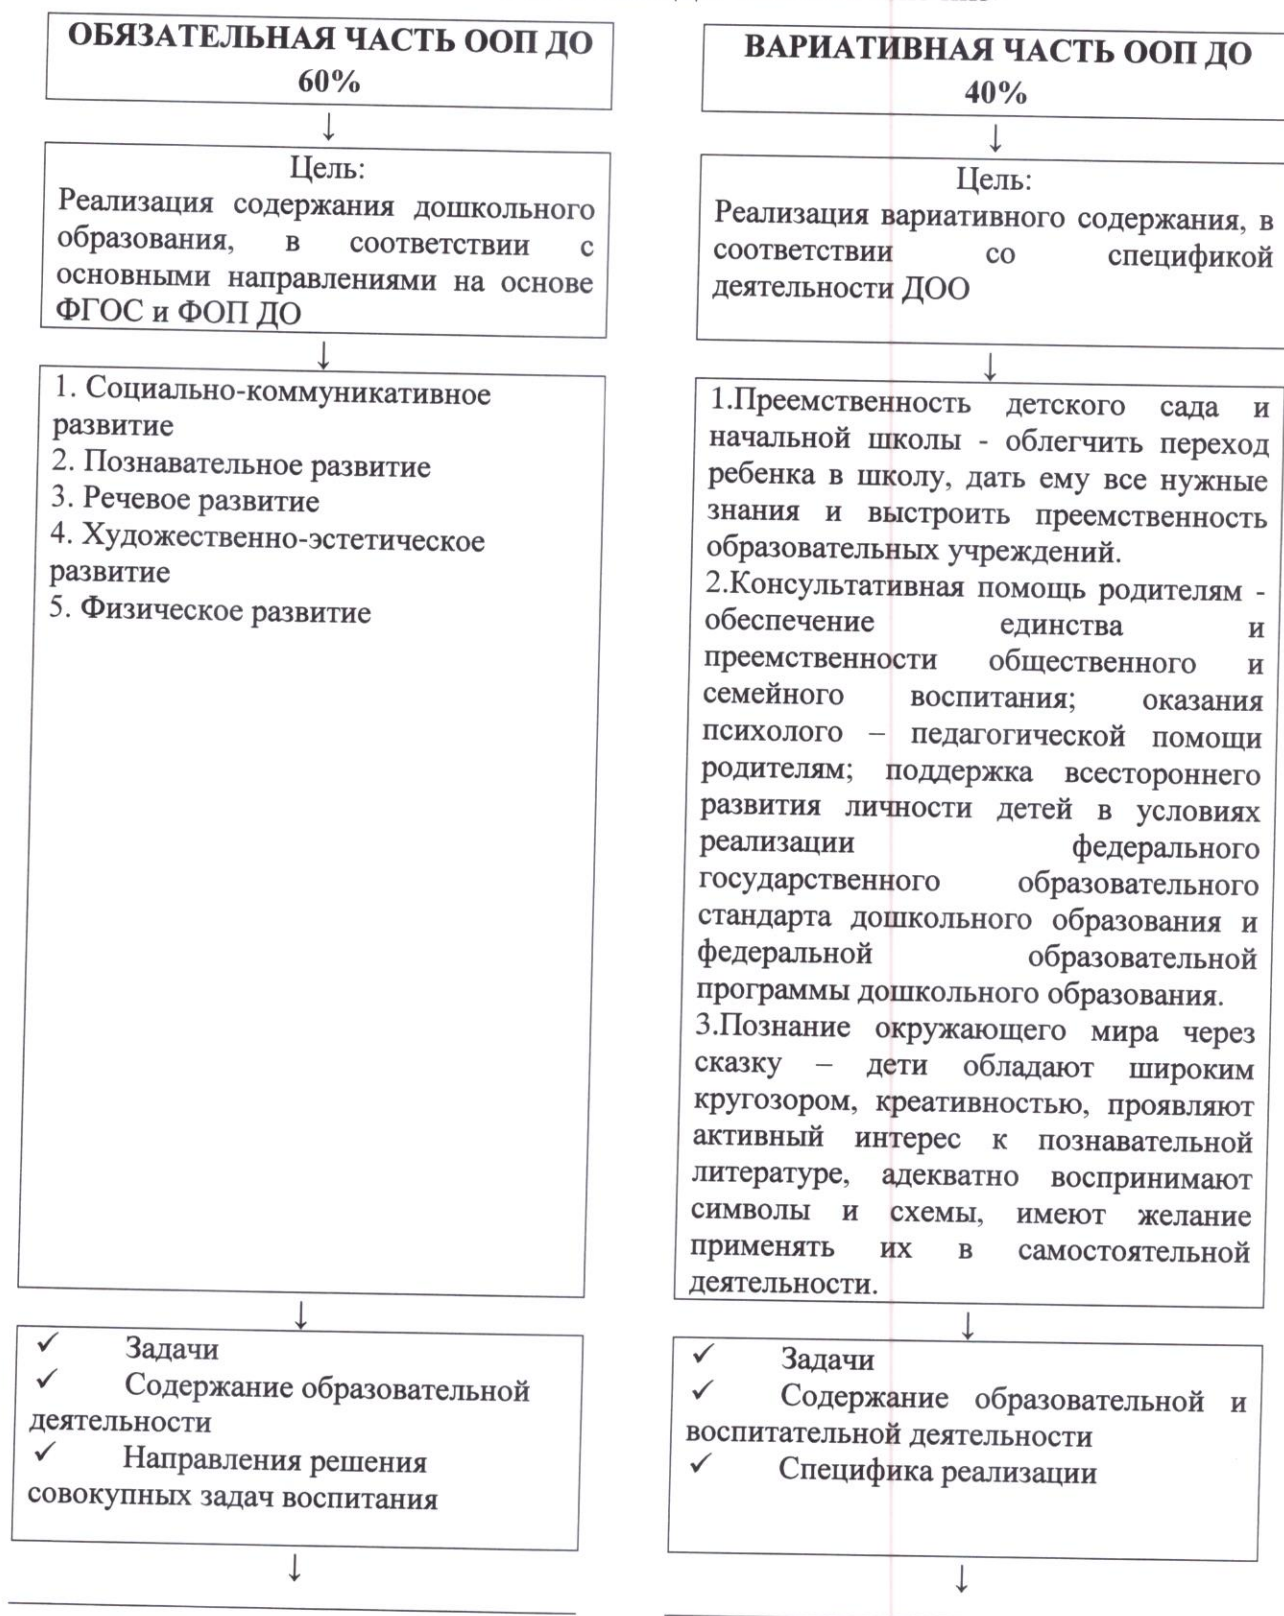 ОБЯЗАТЕЛЬНАЯ ЧАСТЬ ООП ДО
60%
↓
Цель:
Реализация содержания дошкольного
образования, в соответствии с
основными направлениями на основе
ФГОС и ФОП ДО
↓
1. Социально-коммуникативное
развитие
2. Познавательное развитие
3. Речевое развитие
4. Художественно-эстетическое
развитие
5. Физическое развитие
↓
✓ Задачи
✓ Содержание образовательной
деятельности
✓ Направления решения
совокупных задач воспитания
↓
ВАРИАТИВНАЯ ЧАСТЬ ООП ДО
40%
↓
Цель:
Реализация вариативного содержания, в
соответствии со спецификой
деятельности ДОО
↓
1.Преемственность детского сада и
начальной школы - облегчить переход
ребенка в школу, дать ему все нужные
знания и выстроить преемственность
образовательных учреждений.
2.Консультативная помощь родителям -
обеспечение единства и
преемственности общественного и
семейного воспитания; оказания
психолого – педагогической помощи
родителям; поддержка всестороннего
развития личности детей в условиях
реализации федерального
государственного образовательного
стандарта дошкольного образования и
федеральной образовательной
программы дошкольного образования.
3.Познание окружающего мира через
сказку – дети обладают широким
кругозором, креативностью, проявляют
активный интерес к познавательной
литературе, адекватно воспринимают
символы и схемы, имеют желание
применять их в самостоятельной
деятельности.
↓
✓ Задачи
✓ Содержание образовательной и
воспитательной деятельности
✓ Специфика реализации
↓